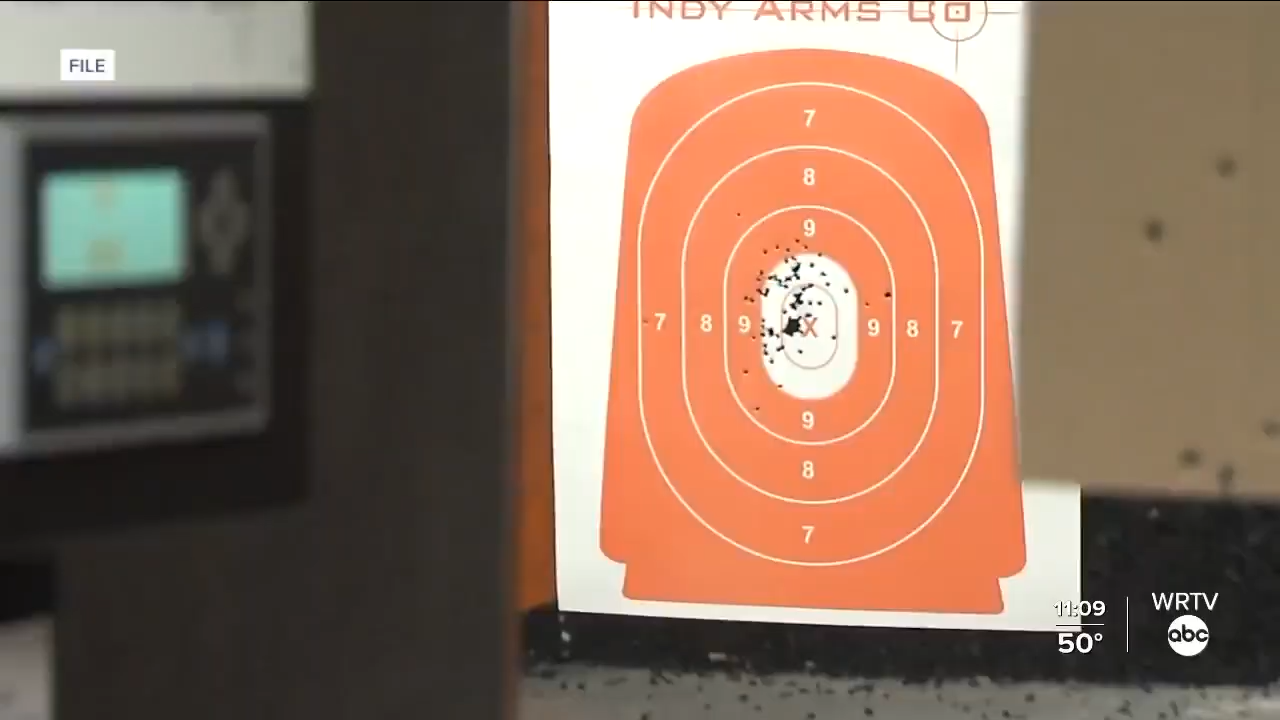 INDY ARMS CO
FILE
7
8
9
7 8 9 X 9 8 7
9
8
7
11:09
50°
WRTV
abc